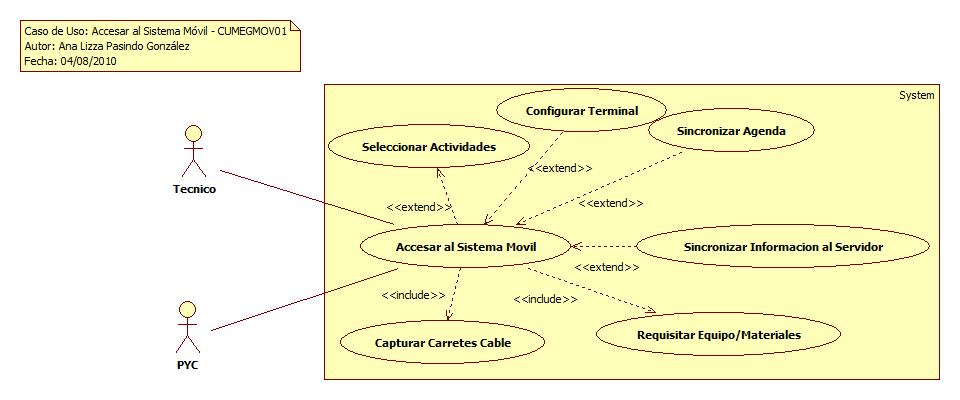 Caso de Uso: Accesar al Sistema Móvil - CUMEGMOV01
Autor: Ana Lizza Pasindo González
Fecha: 04/08/2010
System
Configurar Terminal
Sincronizar Agenda
Seleccionar Actividades
<<extend>>
Tecnico
<<extend>>
<<extend>>
Accesar al Sistema Movil
Sincronizar Informacion al Servidor
<<extend>>
<<include>>
<<include>>
Requisitar Equipo/Materiales
Capturar Carretes Cable
PYC